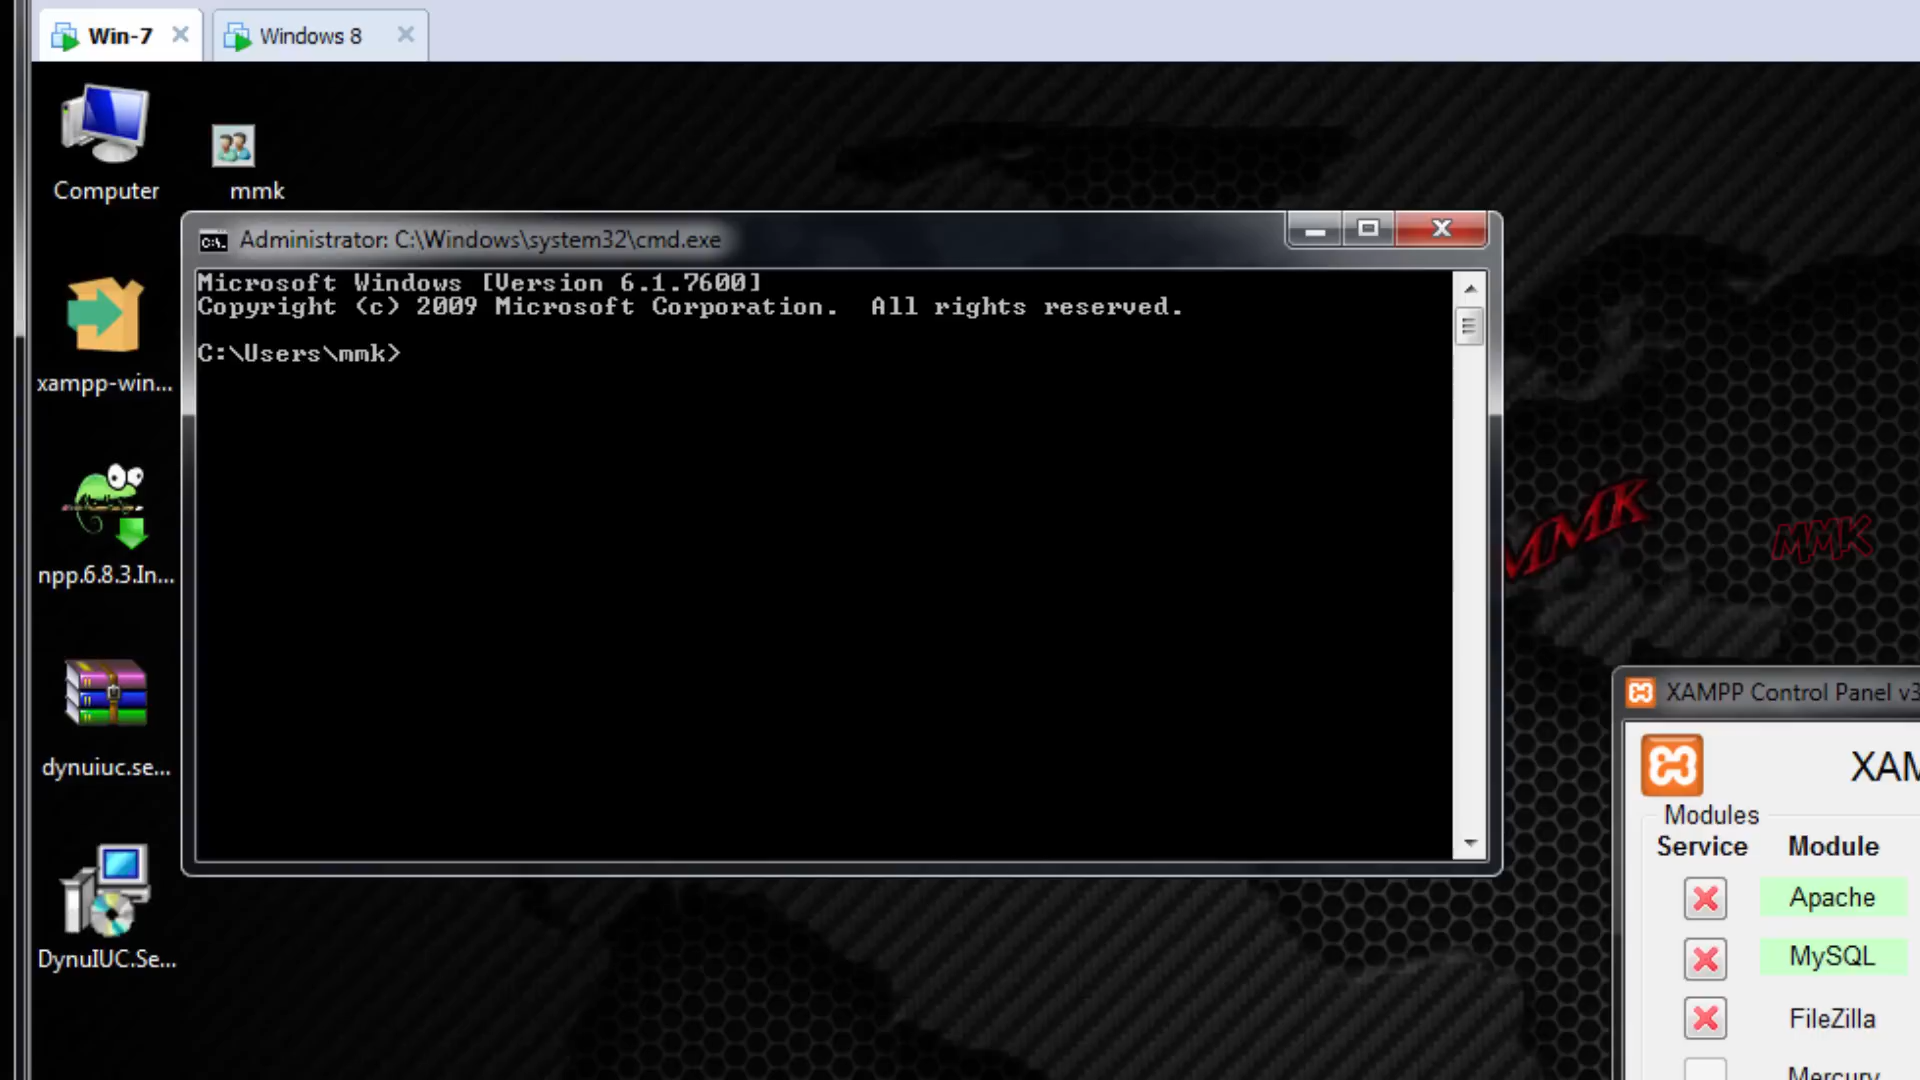 Win-7
Windows 8
Computer
mmk
Administrator: C:\Windows\system32\cmd.exe
Microsoft Windows [Version 6.1.7600]
Copyright (c) 2009 Microsoft Corporation.  All rights reserved.
C:\Users\mmk>
xampp-win...
npp.6.8.3.In...
dynuiuc.se...
DynuIUC.Se...
MMK
MMK
XAMPP Control Panel v3
XAM
Modules
Service Module
Apache
MySQL
FileZilla
Mercury